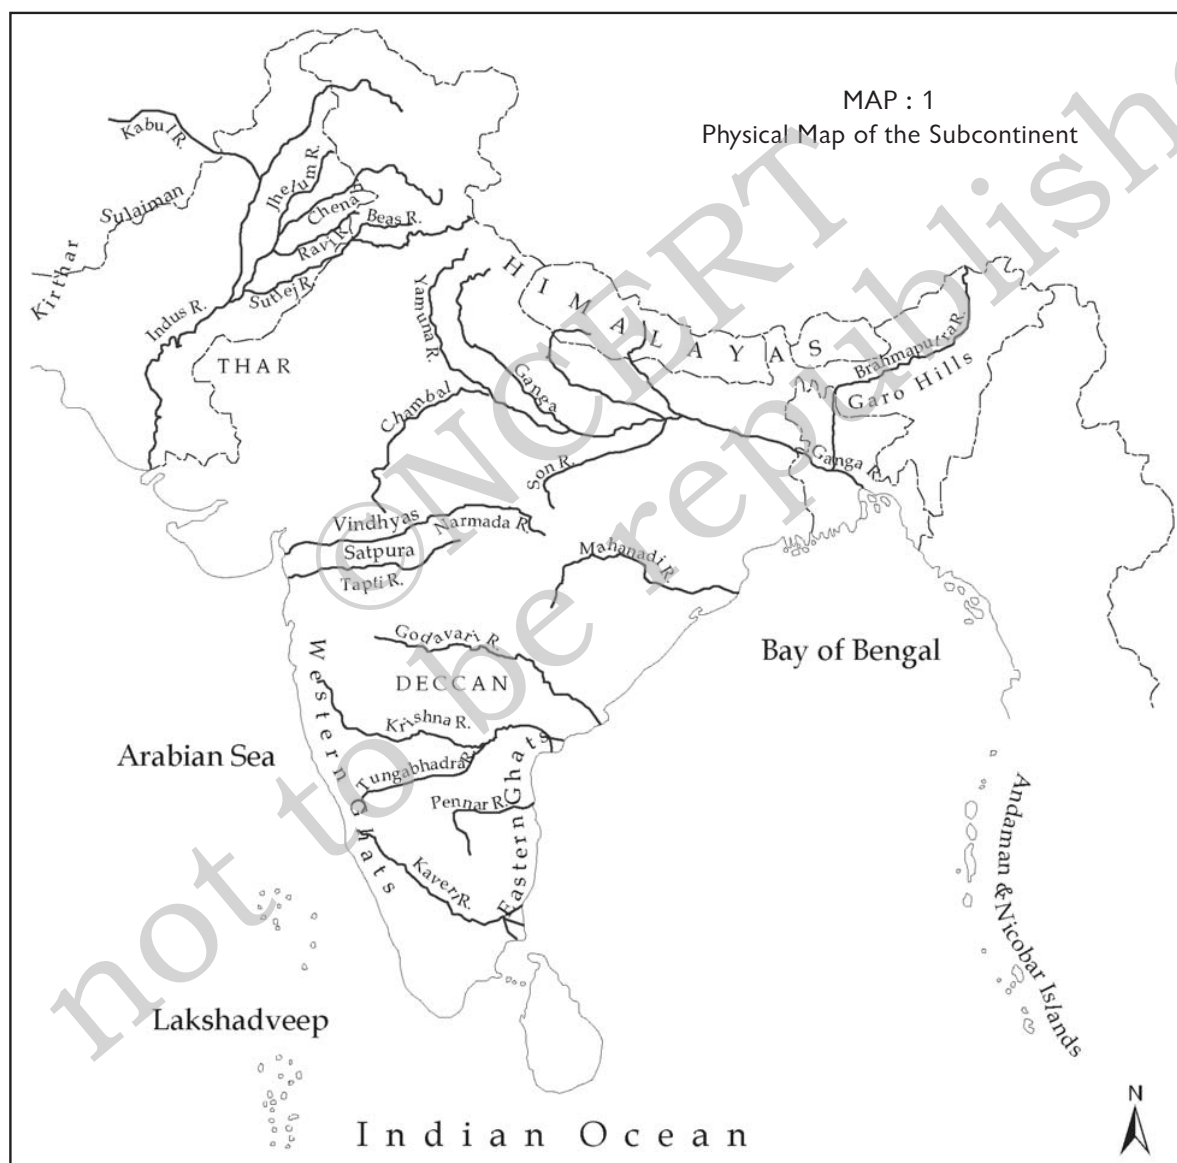 MAP : 1
Physical Map of the Subcontinent
Kabul R.
Jhelum R.
Sulaiman
Chenab
Beas R.
Ravi R.
Kirthar
Sutlej R.
Indus R.
HIMALAYAS
Yamuna R.
THAR
Brahmaputra R.
Garo Hills
Ganga
Chambal
Ganga R.
Son R.
Vindhyas
Narmada R.
Satpura
Mahanadi R.
Tapti R.
Godavari R.
Bay of Bengal
Western Ghats
DECCAN
Krishna R.
Arabian Sea
Tungabhadra R.
Eastern Ghats
Pennar R.
Andaman & Nicobar Islands
Kaveri R.
Lakshadveep
Indian Ocean
N
©NCERT
not to be republishe